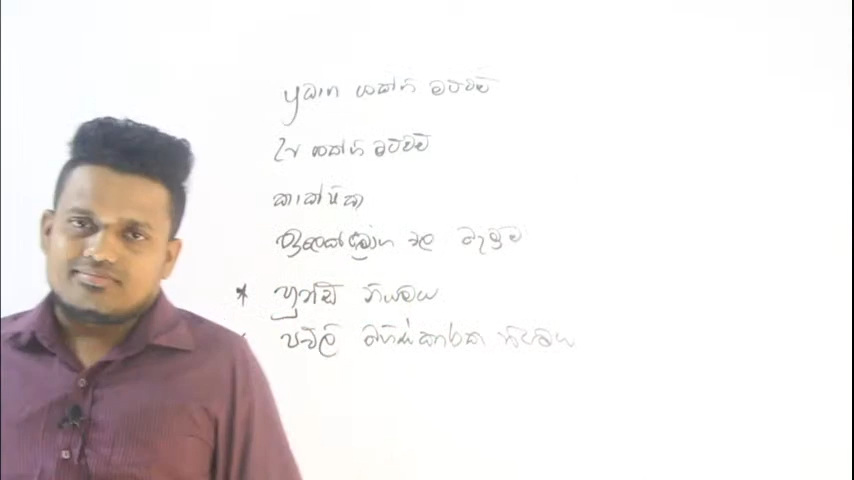 ප්‍රධාන ශක්ති මට්ටම්
උප ශක්ති මට්ටම්
කාක්ෂික
ඉලෙක්ට්‍රෝන වල බැමුම
* හුන්ඩ් නියමය
පව්ලි බහිස්කාරක නියමය